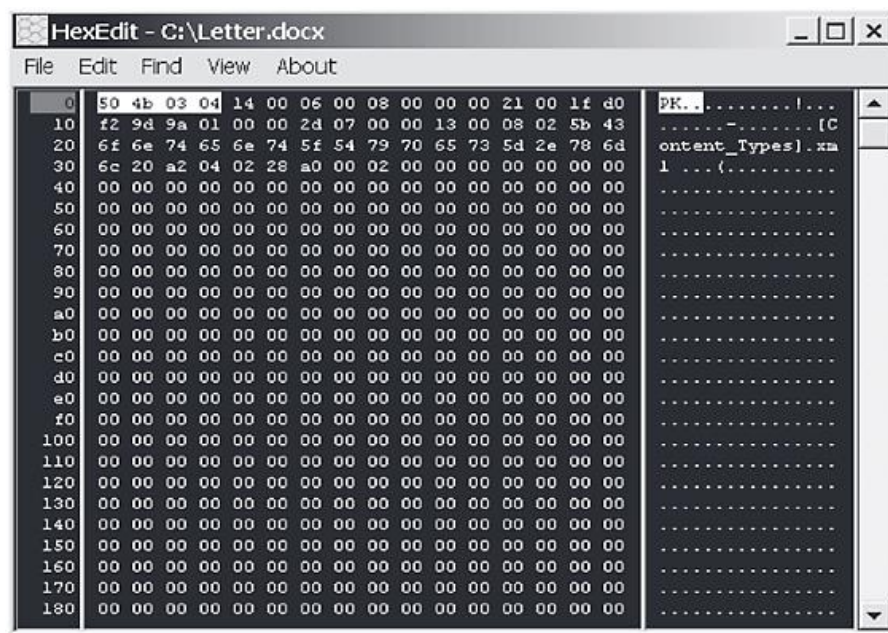 HexEdit - C:\Letter.docx
File Edit Find View About
0 50 4b 03 04 14 00 06 00 08 00 00 00 21 00 1f d0 PK..........!...
10 f2 9d 9a 01 00 00 2d 07 00 00 13 00 08 02 5b 43 ......-.......[C
20 6f 6e 74 65 6e 74 5f 54 79 70 65 73 5d 2e 78 6d ontent_Types].xm
30 6c 20 a2 04 02 28 a0 00 02 00 00 00 00 00 00 00 l ...(..........
40 00 00 00 00 00 00 00 00 00 00 00 00 00 00 00 00 ................
50 00 00 00 00 00 00 00 00 00 00 00 00 00 00 00 00 ................
60 00 00 00 00 00 00 00 00 00 00 00 00 00 00 00 00 ................
70 00 00 00 00 00 00 00 00 00 00 00 00 00 00 00 00 ................
80 00 00 00 00 00 00 00 00 00 00 00 00 00 00 00 00 ................
90 00 00 00 00 00 00 00 00 00 00 00 00 00 00 00 00 ................
a0 00 00 00 00 00 00 00 00 00 00 00 00 00 00 00 00 ................
b0 00 00 00 00 00 00 00 00 00 00 00 00 00 00 00 00 ................
c0 00 00 00 00 00 00 00 00 00 00 00 00 00 00 00 00 ................
d0 00 00 00 00 00 00 00 00 00 00 00 00 00 00 00 00 ................
e0 00 00 00 00 00 00 00 00 00 00 00 00 00 00 00 00 ................
f0 00 00 00 00 00 00 00 00 00 00 00 00 00 00 00 00 ................
100 00 00 00 00 00 00 00 00 00 00 00 00 00 00 00 00 ................
110 00 00 00 00 00 00 00 00 00 00 00 00 00 00 00 00 ................
120 00 00 00 00 00 00 00 00 00 00 00 00 00 00 00 00 ................
130 00 00 00 00 00 00 00 00 00 00 00 00 00 00 00 00 ................
140 00 00 00 00 00 00 00 00 00 00 00 00 00 00 00 00 ................
150 00 00 00 00 00 00 00 00 00 00 00 00 00 00 00 00 ................
160 00 00 00 00 00 00 00 00 00 00 00 00 00 00 00 00 ................
170 00 00 00 00 00 00 00 00 00 00 00 00 00 00 00 00 ................
180 00 00 00 00 00 00 00 00 00 00 00 00 00 00 00 00 ................